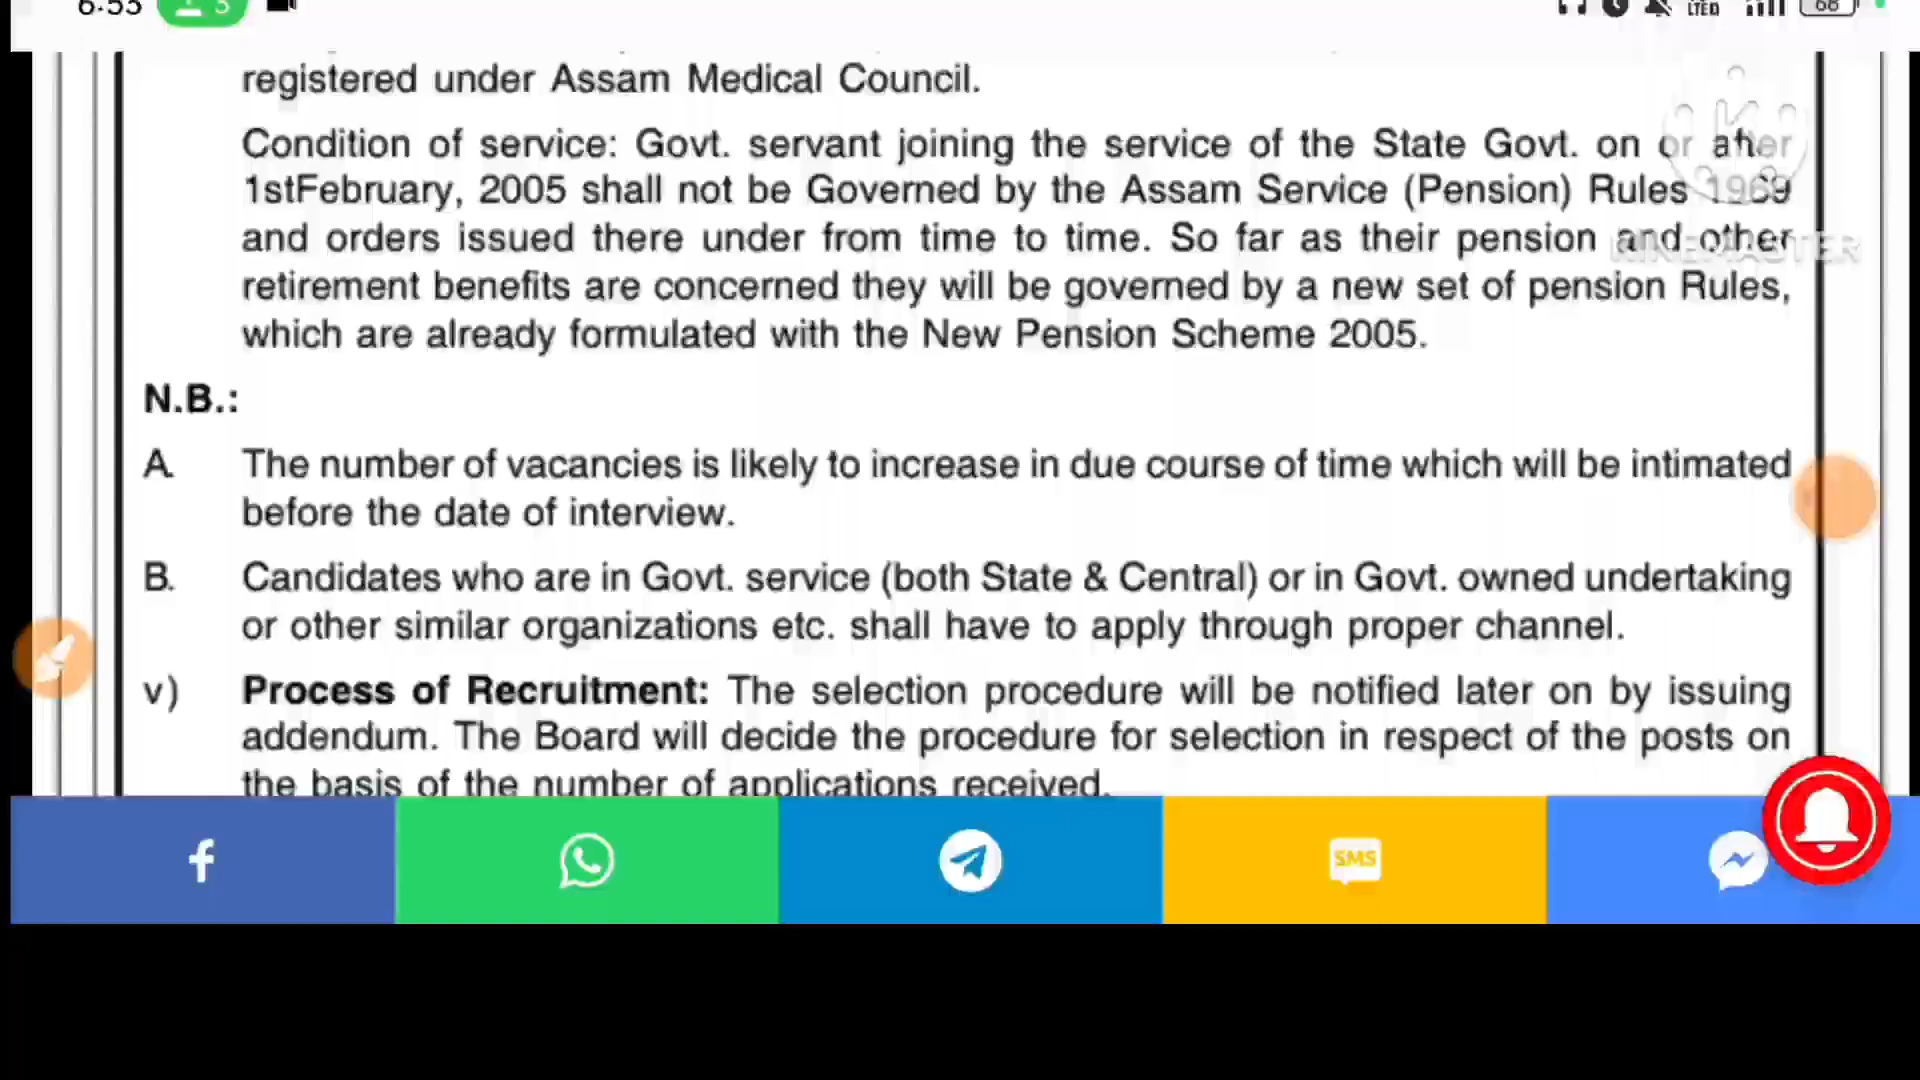 6:53
3
LTE
68
registered under Assam Medical Council.
Condition of service: Govt. servant joining the service of the State Govt. on or after
1stFebruary, 2005 shall not be Governed by the Assam Service (Pension) Rules 1969
and orders issued there under from time to time. So far as their pension and other
retirement benefits are concerned they will be governed by a new set of pension Rules,
which are already formulated with the New Pension Scheme 2005.
KINEMASTER
N.B.:
A. The number of vacancies is likely to increase in due course of time which will be intimated
before the date of interview.
B. Candidates who are in Govt. service (both State & Central) or in Govt. owned undertaking
or other similar organizations etc. shall have to apply through proper channel.
v) Process of Recruitment: The selection procedure will be notified later on by issuing
addendum. The Board will decide the procedure for selection in respect of the posts on
the basis of the number of applications received.
SMS